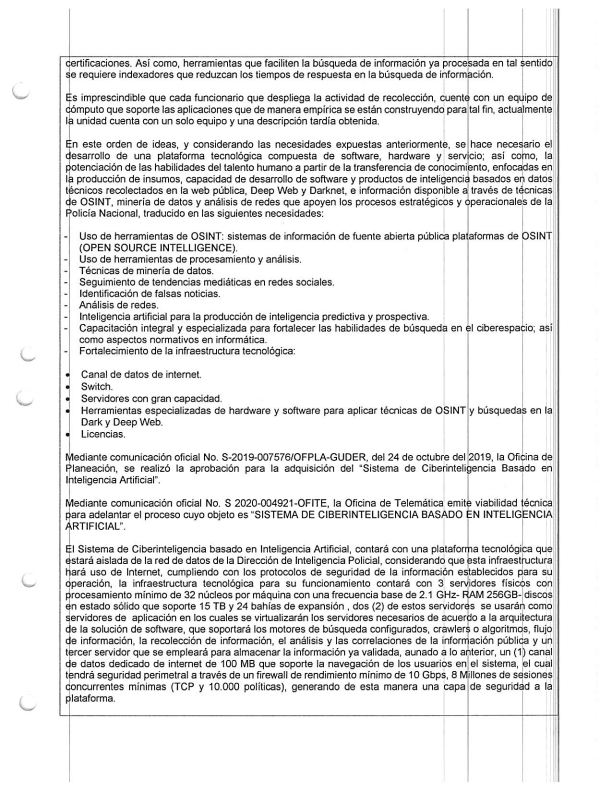 certificaciones. Así como, herramientas que faciliten la búsqueda de información ya procesada en tal sentido
se requiere indexadores que reduzcan los tiempos de respuesta en la búsqueda de información.
Es imprescindible que cada funcionario que despliega la actividad de recolección, cuente con un equipo de
cómputo que soporte las aplicaciones que de manera empírica se están construyendo para tal fin, actualmente
la unidad cuenta con un solo equipo y una descripción tardía obtenida.
En este orden de ideas, y considerando las necesidades expuestas anteriormente, se hace necesario el
desarrollo de una plataforma tecnológica compuesta de software, hardware y servicio; así como, la
potenciación de las habilidades del talento humano a partir de la transferencia de conocimiento, enfocadas en
la producción de insumos, capacidad de desarrollo de software y productos de inteligencia basados en datos
técnicos recolectados en la web pública, Deep Web y Darknet, e información disponible a través de técnicas
de OSINT, minería de datos y análisis de redes que apoyen los procesos estratégicos y operacionales de la
Policía Nacional, traducido en las siguientes necesidades:
- Uso de herramientas de OSINT: sistemas de información de fuente abierta pública plataformas de OSINT
(OPEN SOURCE INTELLIGENCE).
- Uso de herramientas de procesamiento y análisis.
- Técnicas de minería de datos.
- Seguimiento de tendencias mediáticas en redes sociales.
- Identificación de falsas noticias.
- Análisis de redes.
- Inteligencia artificial para la producción de inteligencia predictiva y prospectiva.
- Capacitación integral y especializada para fortalecer las habilidades de búsqueda en el ciberespacio; así
como aspectos normativos en informática.
- Fortalecimiento de la infraestructura tecnológica:
• Canal de datos de internet.
• Switch.
• Servidores con gran capacidad.
• Herramientas especializadas de hardware y software para aplicar técnicas de OSINT y búsquedas en la
Dark y Deep Web.
• Licencias.
Mediante comunicación oficial No. S-2019-007576/OFPLA-GUDER, del 24 de octubre del 2019, la Oficina de
Planeación, se realizó la aprobación para la adquisición del “Sistema de Ciberinteligencia Basado en
Inteligencia Artificial”.
Mediante comunicación oficial No. S 2020-004921-OFITE, la Oficina de Telemática emite viabilidad técnica
para adelantar el proceso cuyo objeto es “SISTEMA DE CIBERINTELIGENCIA BASADO EN INTELIGENCIA
ARTIFICIAL”.
El Sistema de Ciberinteligencia basado en Inteligencia Artificial, contará con una plataforma tecnológica que
estará aislada de la red de datos de la Dirección de Inteligencia Policial, considerando que esta infraestructura
hará uso de Internet, cumpliendo con los protocolos de seguridad de la información establecidos para su
operación, la infraestructura tecnológica para su funcionamiento contará con 3 servidores físicos con
procesamiento mínimo de 32 núcleos por máquina con una frecuencia base de 2.1 GHz- RAM 256GB- discos
en estado sólido que soporte 15 TB y 24 bahías de expansión , dos (2) de estos servidores se usarán como
servidores de aplicación en los cuales se virtualizarán los servidores necesarios de acuerdo a la arquitectura
de la solución de software, que soportará los motores de búsqueda configurados, crawlers o algoritmos, flujo
de información, la recolección de información, el análisis y las correlaciones de la información pública y un
tercer servidor que se empleará para almacenar la información ya validada, aunado a lo anterior, un (1) canal
de datos dedicado de internet de 100 MB que soporte la navegación de los usuarios en el sistema, el cual
tendrá seguridad perimetral a través de un firewall de rendimiento mínimo de 10 Gbps, 8 Millones de sesiones
concurrentes mínimas (TCP y 10.000 políticas), generando de esta manera una capa de seguridad a la
plataforma.